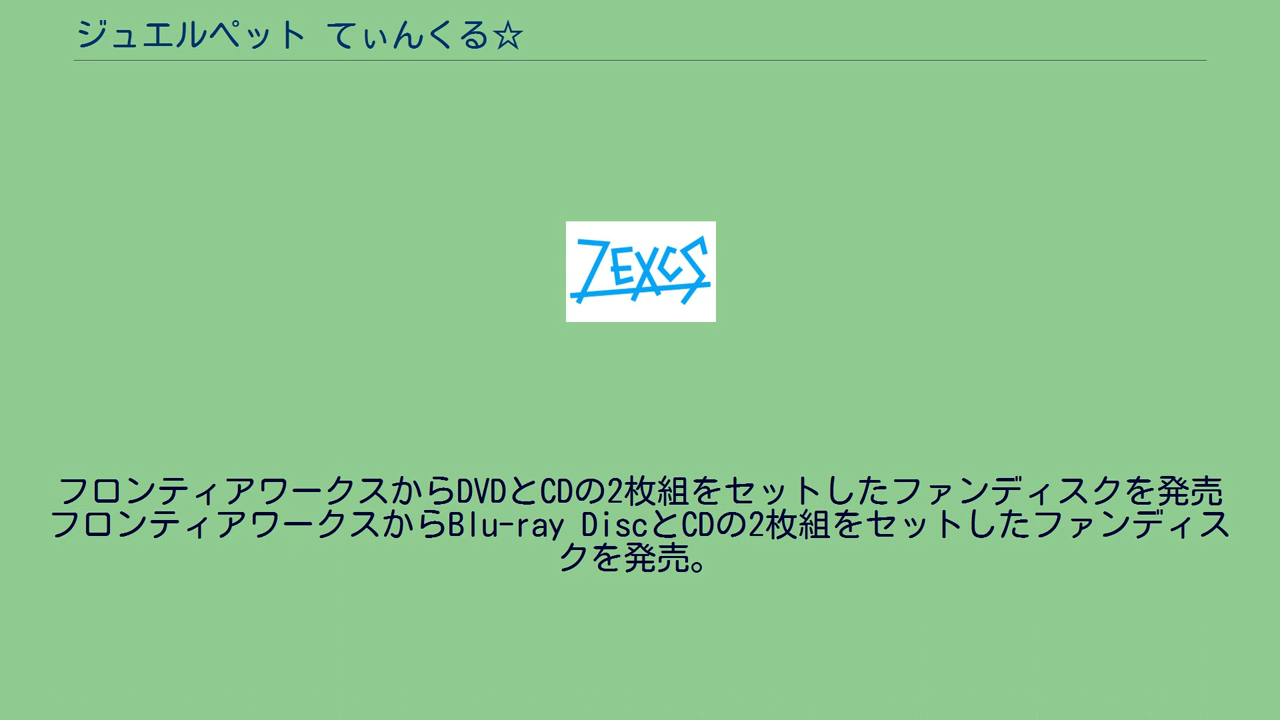 ジュエルペット てぃんくる☆
ZEXCS
フロンティアワークスからDVDとCDの2枚組をセットしたファンディスクを発売
フロンティアワークスからBlu-ray DiscとCDの2枚組をセットしたファンディス
クを発売。